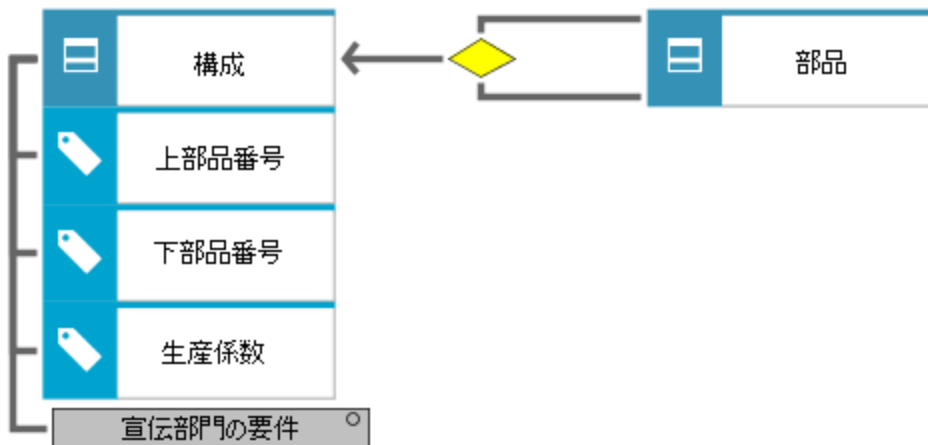 構成
部品
上部品番号
下部品番号
生産係数
宣伝部門の要件